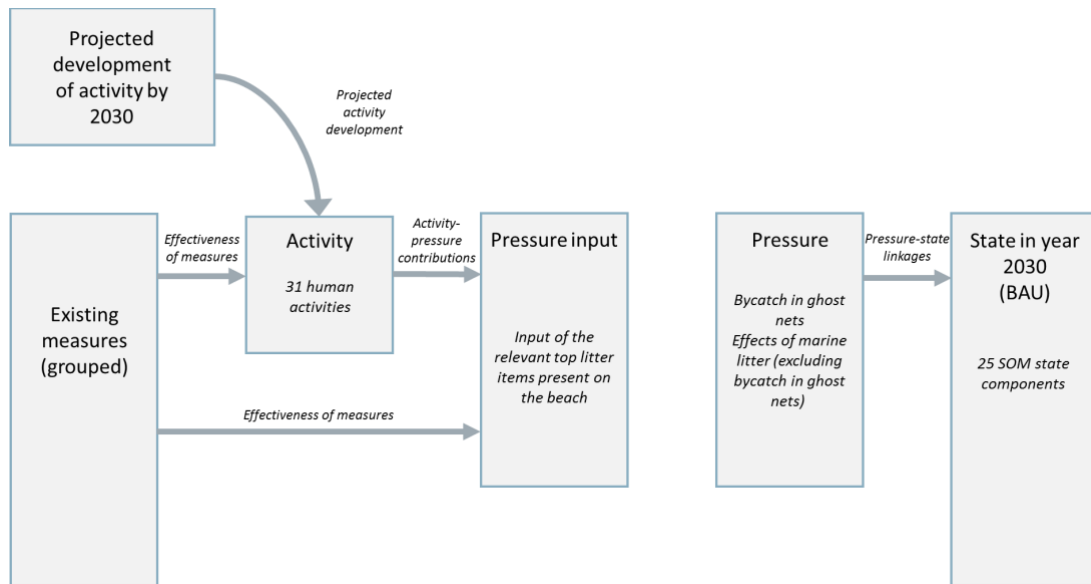 Projected
development
of activity by
2030
Projected
activity
development
Existing
measures
(grouped)
Effectiveness
of measures
Activity
31 human
activities
Activity-
pressure
contributions
Effectiveness of measures
Pressure input
Input of the
relevant top litter
items present on
the beach
Pressure
Bycatch in ghost
nets
Effects of marine
litter (excluding
bycatch in ghost
nets)
Pressure-state
linkages
State in year
2030
(BAU)
25 SOM state
components